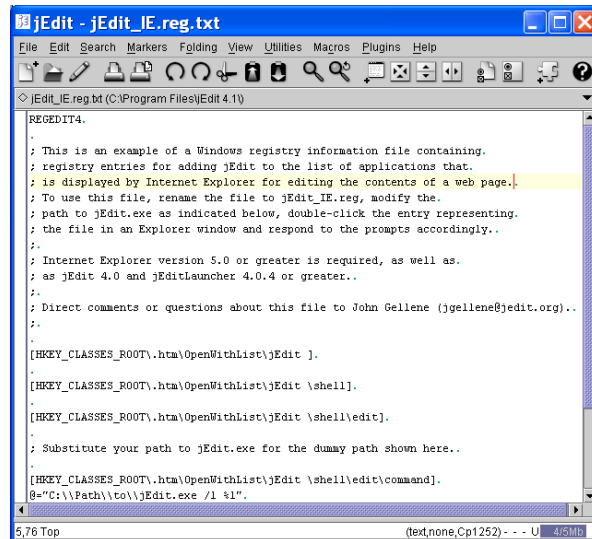 jEdit - jEdit_IE.reg.txt
File Edit Search Markers Folding View Utilities Macros Plugins Help
jEdit_IE.reg.txt (C:\Program Files\jEdit 4.1\)
REGEDIT4.
.
; This is an example of a Windows registry information file containing.
; registry entries for adding jEdit to the list of applications that.
; is displayed by Internet Explorer for editing the contents of a web page..
; To use this file, rename the file to jEdit_IE.reg, modify the.
; path to jEdit.exe as indicated below, double-click the entry representing.
; the file in an Explorer window and respond to the prompts accordingly..
;.
; Internet Explorer version 5.0 or greater is required, as well as.
; as jEdit 4.0 and jEditLauncher 4.0.4 or greater..
;.
; Direct comments or questions about this file to John Gellene (jgellene@jedit.org)..
;.
.
[HKEY_CLASSES_ROOT\.htm\OpenWithList\jEdit ].
.
[HKEY_CLASSES_ROOT\.htm\OpenWithList\jEdit \shell].
.
[HKEY_CLASSES_ROOT\.htm\OpenWithList\jEdit \shell\edit].
.
; Substitute your path to jEdit.exe for the dummy path shown here..
.
[HKEY_CLASSES_ROOT\.htm\OpenWithList\jEdit \shell\edit\command].
@="C:\\Path\\to\\jEdit.exe /l %l".
5,76 Top (text,none,Cp1252) - - - U 4/5Mb